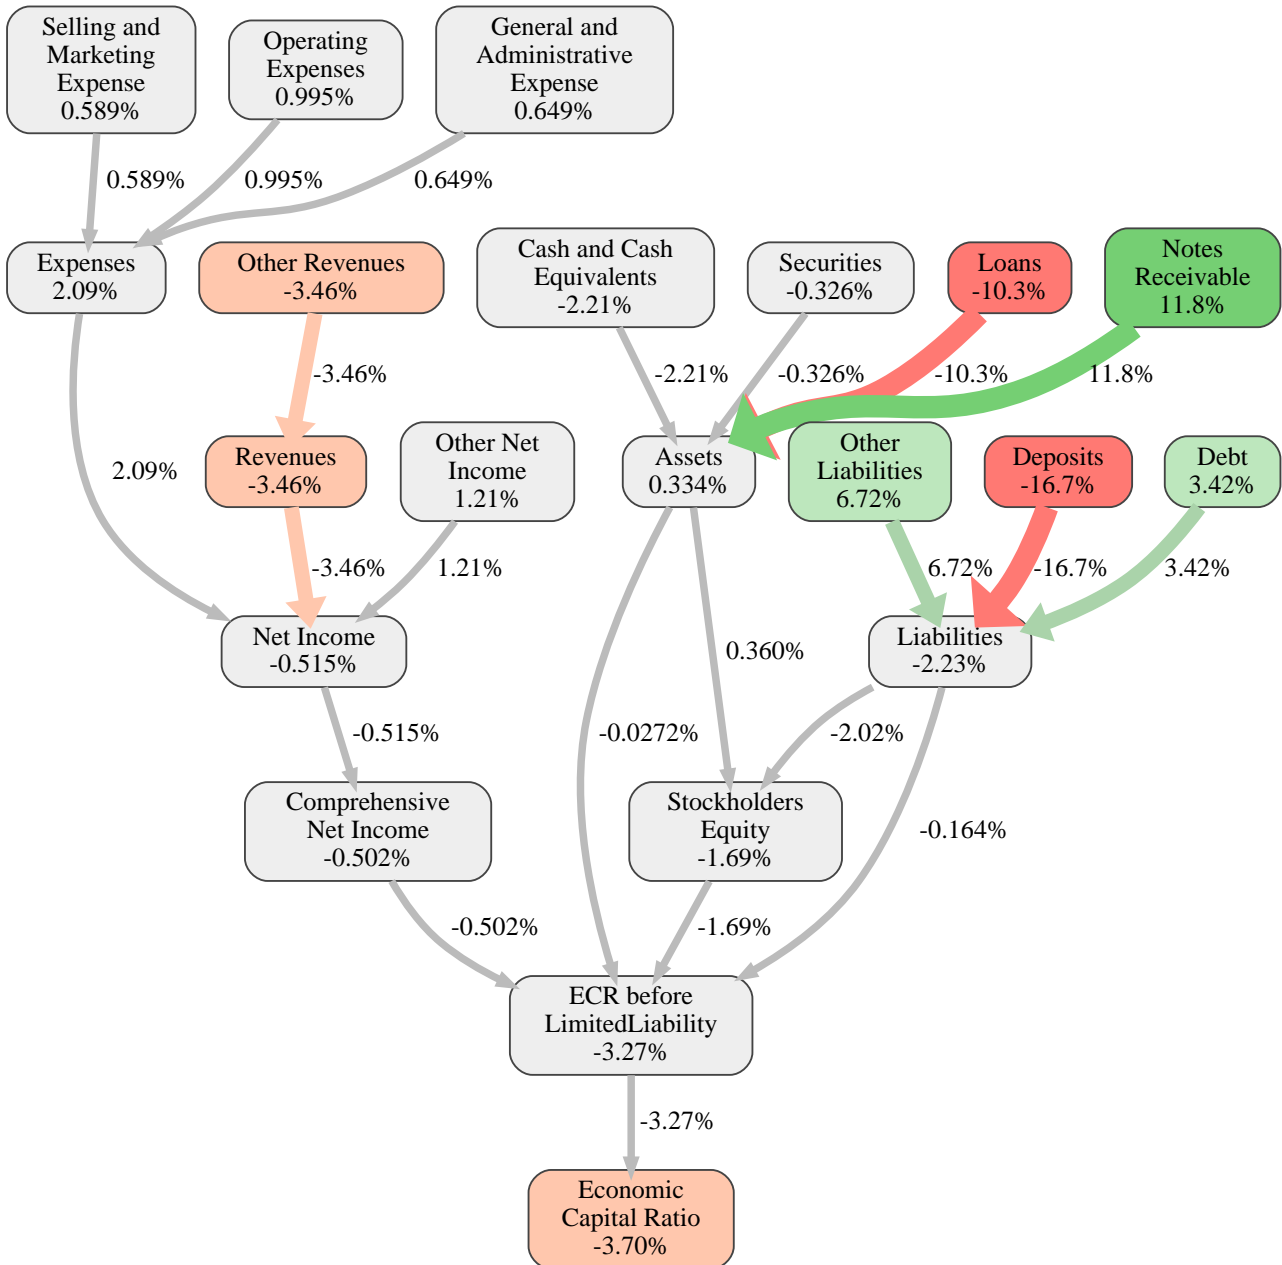 Selling and
Marketing
Expense
0.589%
Operating
Expenses
0.995%
General and
Administrative
Expense
0.649%
0.589%
0.995%
0.649%
Expenses
2.09%
Other Revenues
-3.46%
Cash and Cash
Equivalents
-2.21%
Securities
-0.326%
Loans
-10.3%
Notes
Receivable
11.8%
-3.46%
-2.21%
-0.326%
-10.3%
11.8%
2.09%
Revenues
-3.46%
Other Net
Income
1.21%
Assets
0.334%
Other
Liabilities
6.72%
Deposits
-16.7%
Debt
3.42%
-3.46%
1.21%
6.72%
-16.7%
3.42%
Net Income
-0.515%
0.360%
Liabilities
-2.23%
-0.515%
-0.0272%
-2.02%
Comprehensive
Net Income
-0.502%
Stockholders
Equity
-1.69%
-0.164%
-0.502%
-1.69%
ECR before
LimitedLiability
-3.27%
-3.27%
Economic
Capital Ratio
-3.70%